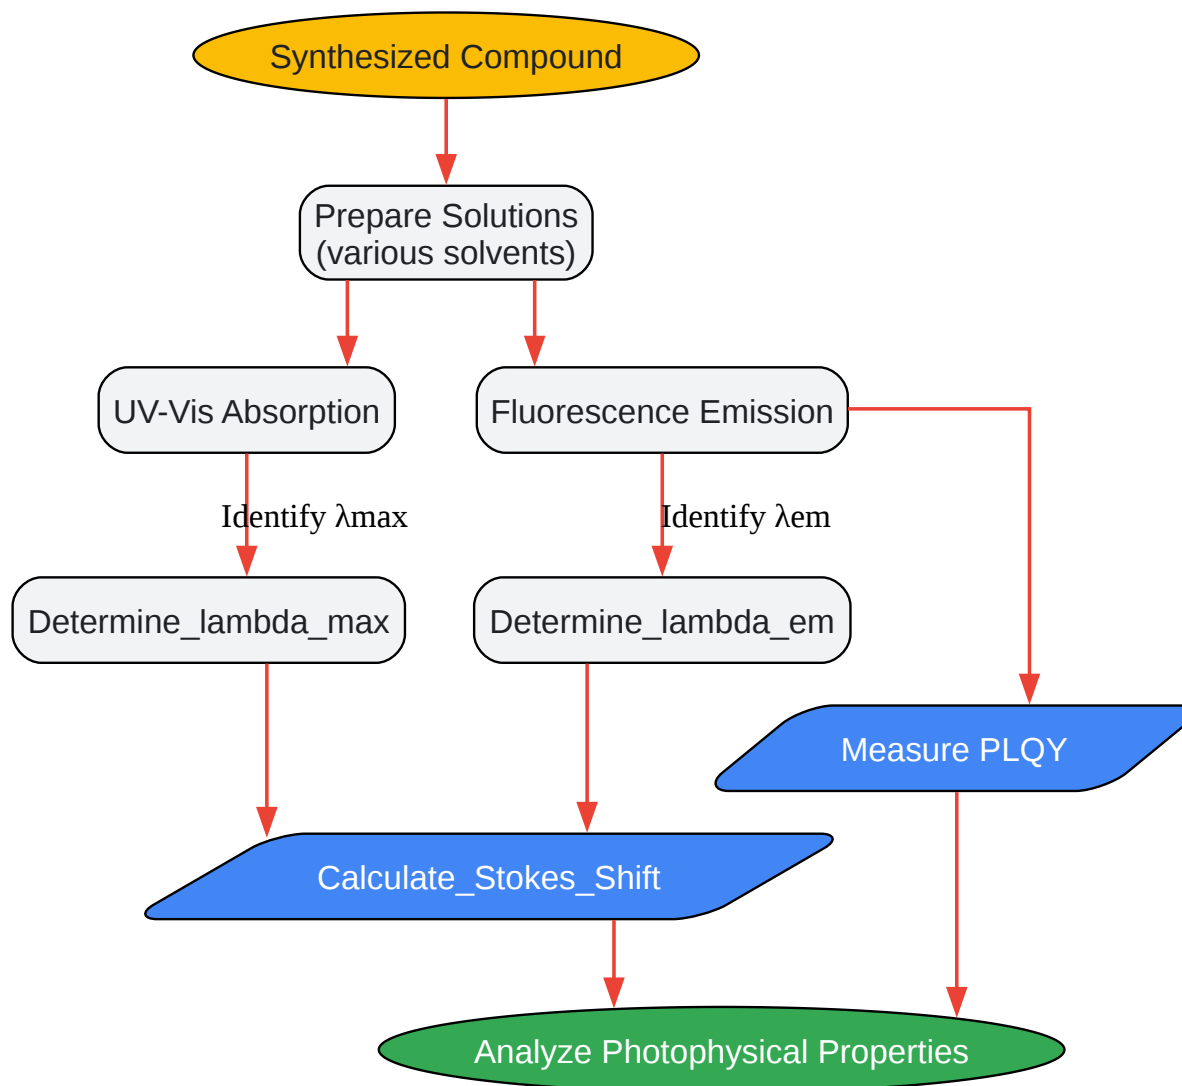 Synthesized Compound
Prepare Solutions
(various solvents)
UV-Vis Absorption
Fluorescence Emission
Identify λmax
Identify λem
Determine_lambda_max
Determine_lambda_em
Measure PLQY
Calculate_Stokes_Shift
Analyze Photophysical Properties